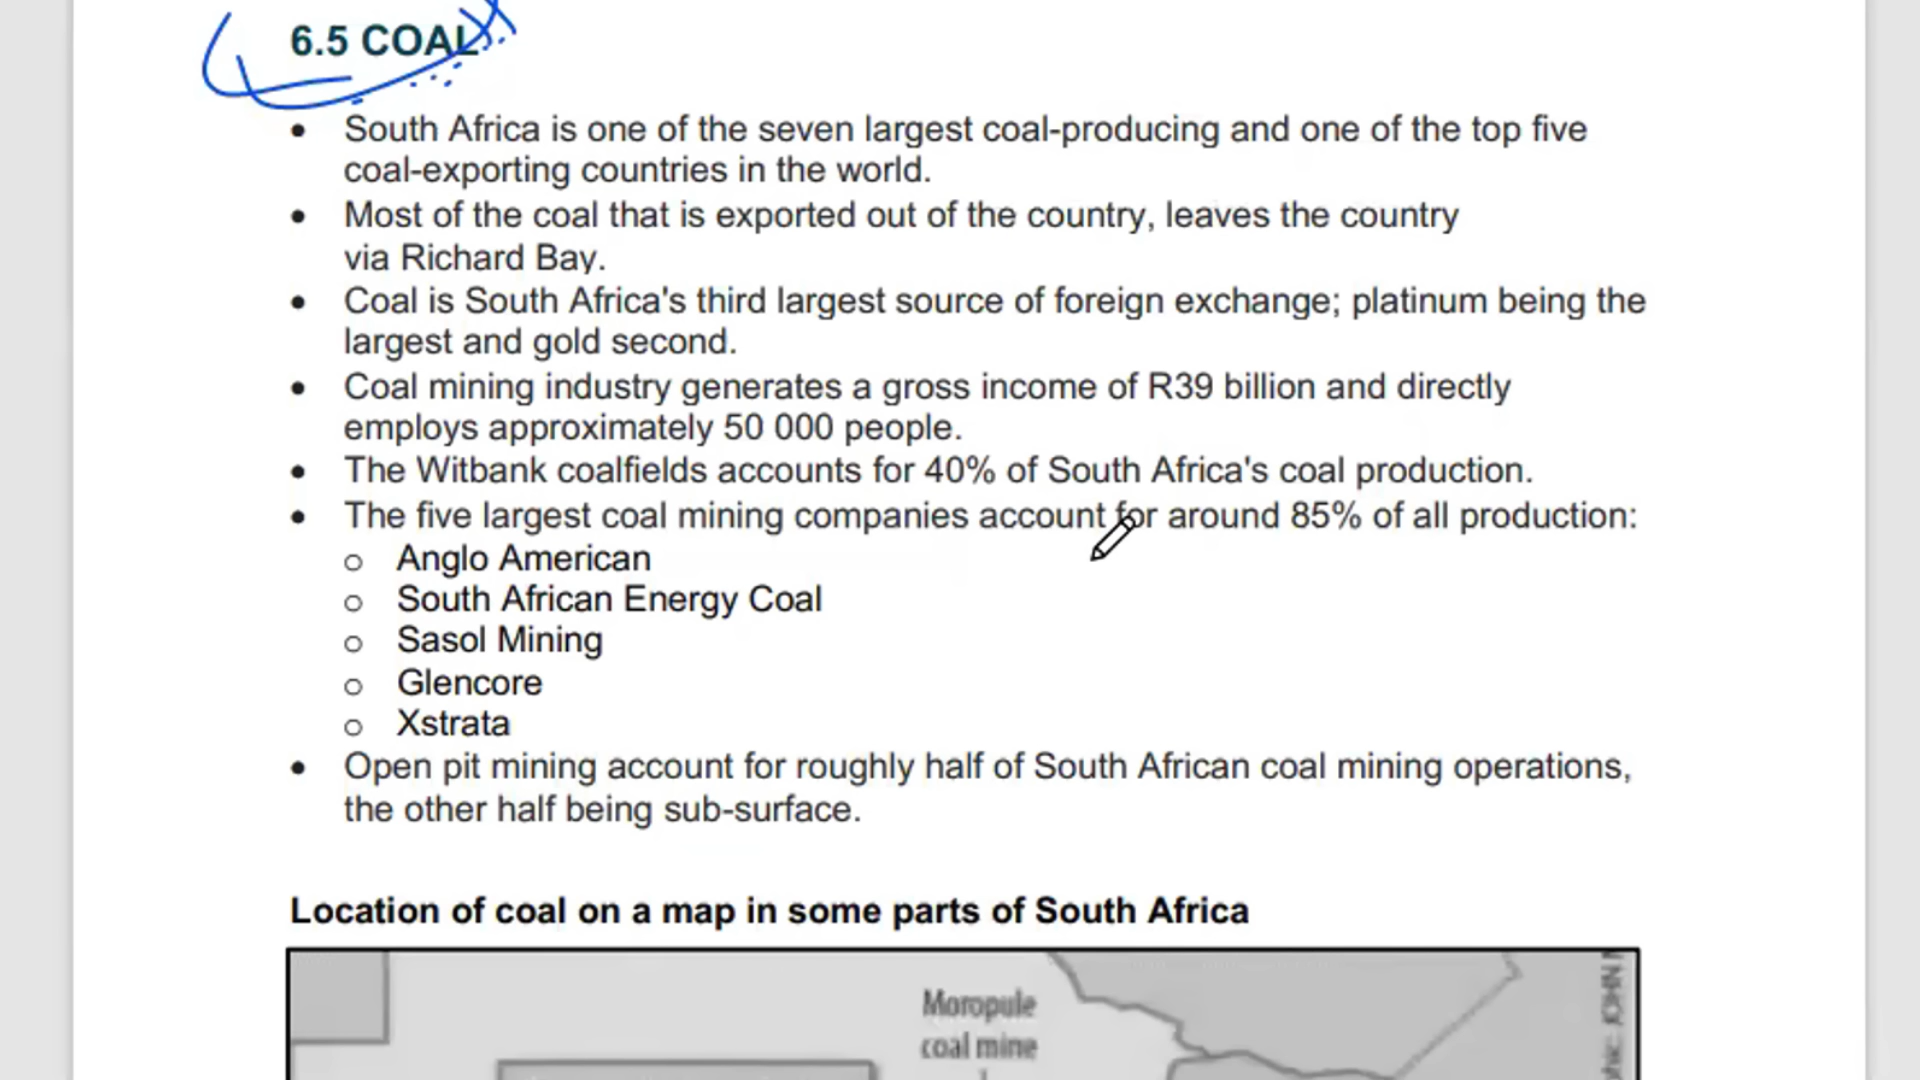 6.5 COAL
• South Africa is one of the seven largest coal-producing and one of the top five
coal-exporting countries in the world.
• Most of the coal that is exported out of the country, leaves the country
via Richard Bay.
• Coal is South Africa's third largest source of foreign exchange; platinum being the
largest and gold second.
• Coal mining industry generates a gross income of R39 billion and directly
employs approximately 50 000 people.
• The Witbank coalfields accounts for 40% of South Africa's coal production.
• The five largest coal mining companies account for around 85% of all production:
o Anglo American
o South African Energy Coal
o Sasol Mining
o Glencore
o Xstrata
• Open pit mining account for roughly half of South African coal mining operations,
the other half being sub-surface.
Location of coal on a map in some parts of South Africa
Moropule
coal mine
JOHN